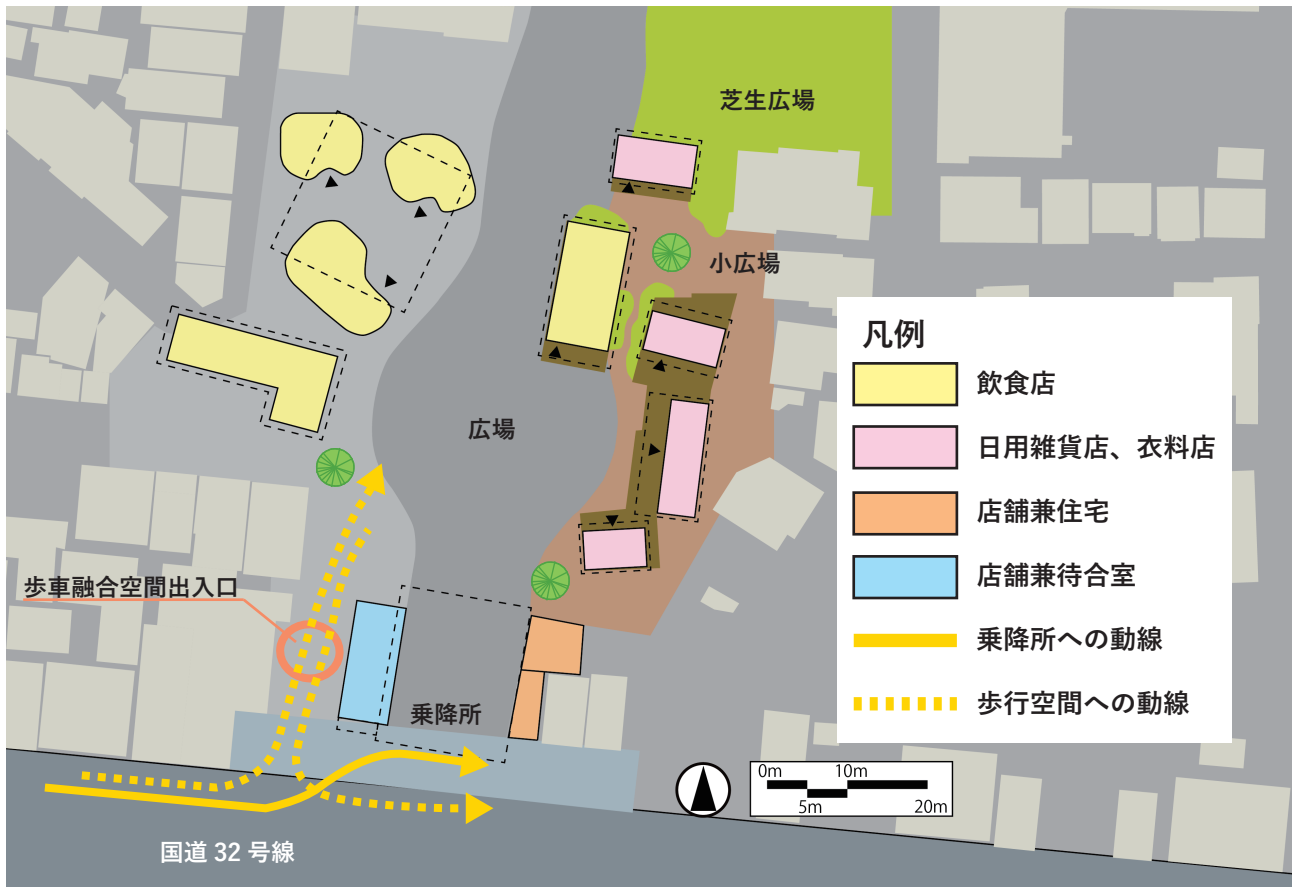 芝生広場
小広場
凡例
飲食店
日用雑貨店、衣料店
店舗兼住宅
店舗兼待合室
乗降所への動線
歩行空間への動線
広場
歩車融合空間出入口
乗降所
0m 10m
5m 20m
国道 32 号線